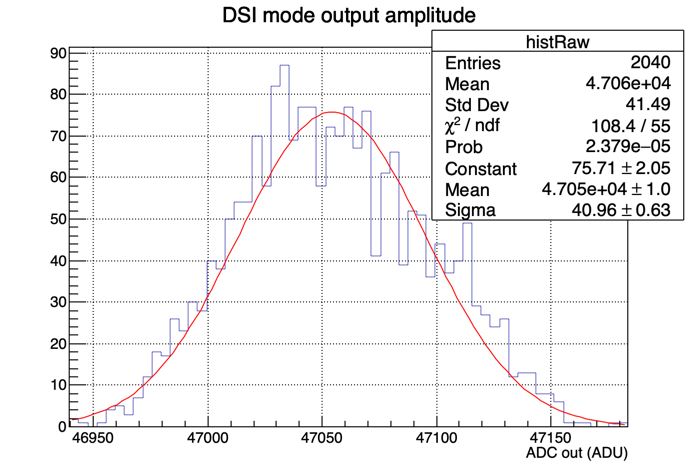 DSI mode output amplitude
histRaw
Entries 2040
Mean 4.706e+04
Std Dev 41.49
χ² / ndf 108.4 / 55
Prob 2.379e−05
Constant 75.71 ± 2.05
Mean 4.705e+04 ± 1.0
Sigma 40.96 ± 0.63
90
80
70
60
50
40
30
20
10
0
46950 47000 47050 47100 47150
ADC out (ADU)